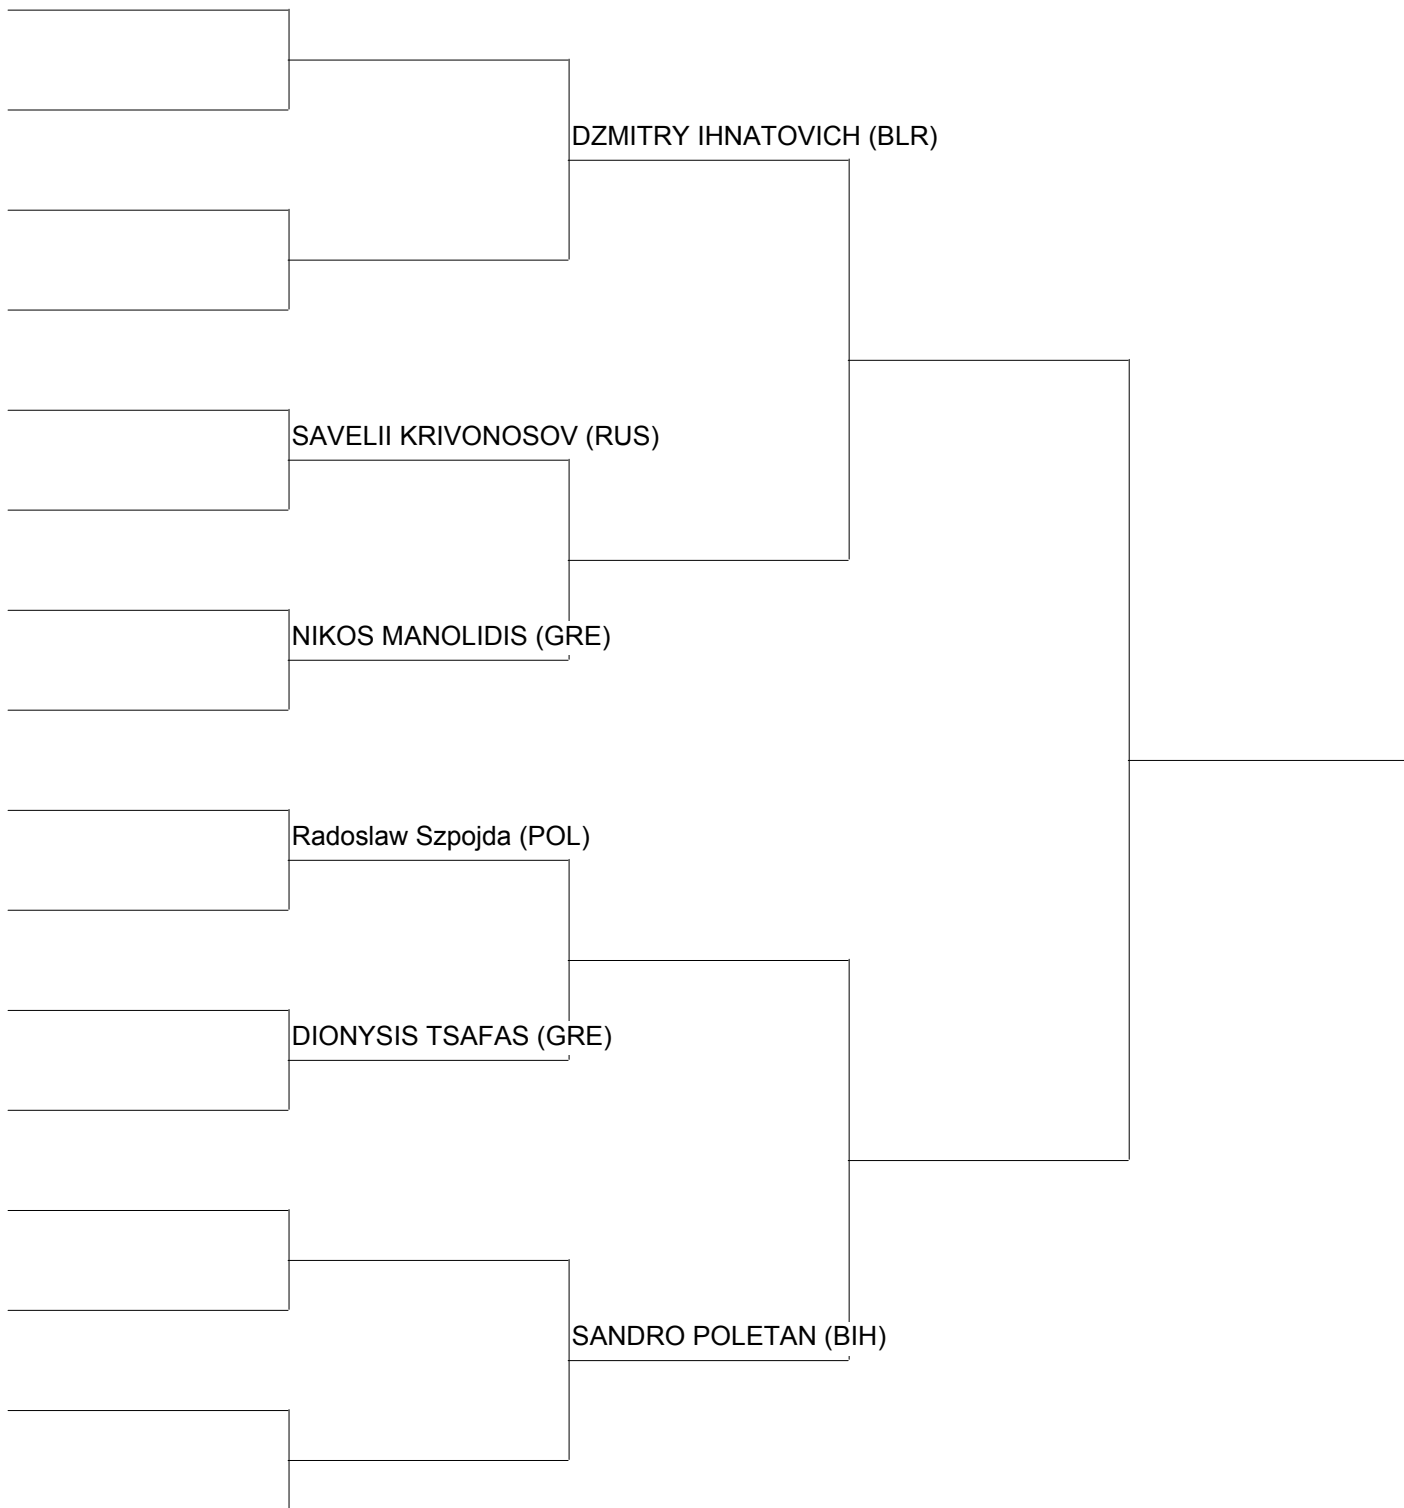 DZMITRY IHNATOVICH (BLR)
SAVELII KRIVONOSOV (RUS)
NIKOS MANOLIDIS (GRE)
Radoslaw Szpojda (POL)
DIONYSIS TSAFAS (GRE)
SANDRO POLETAN (BIH)